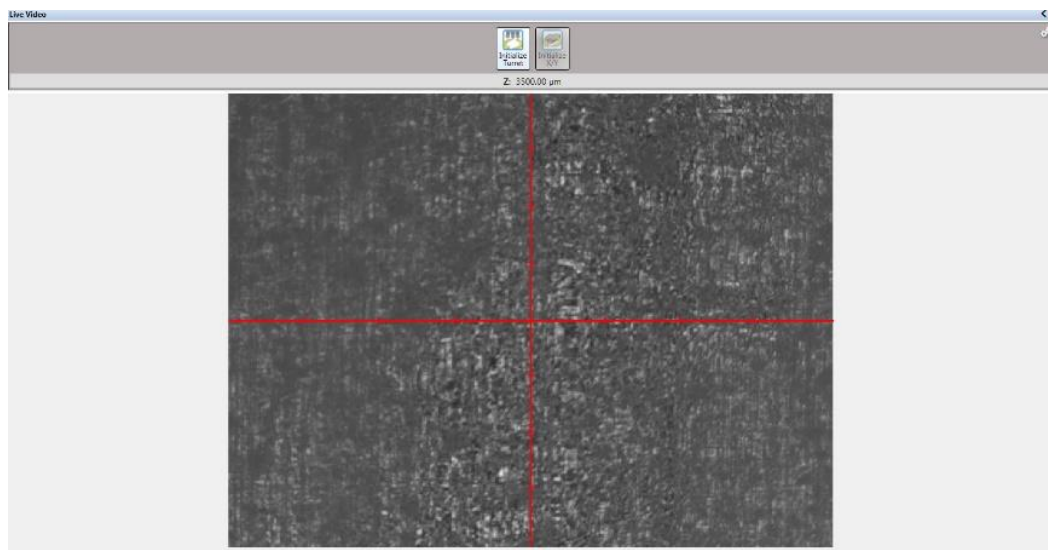 Live Video
Initialize
Turret
Initialize
X/Y
Z: 3500.00 µm